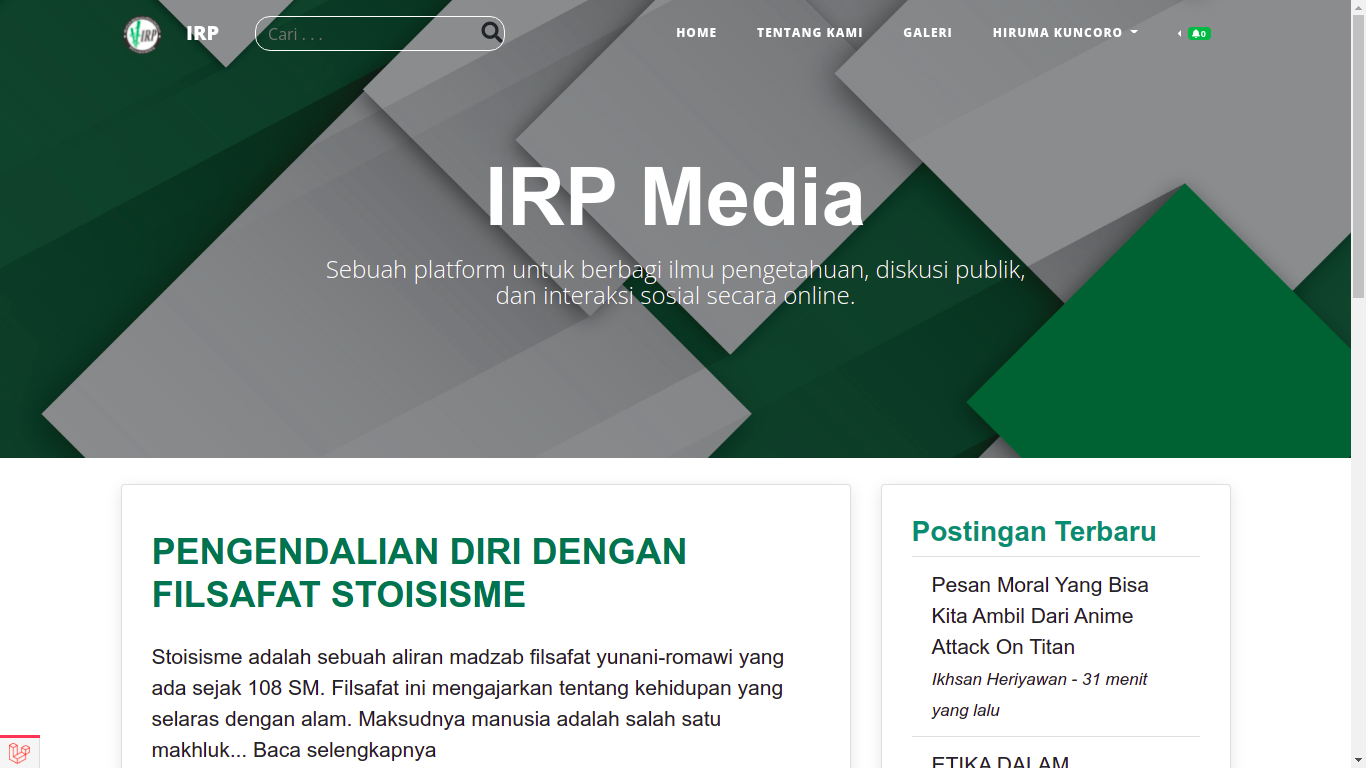 IRP
IRP
Cari . . .
HOME
TENTANG KAMI
GALERI
HIRUMA KUNCORO
0
IRP Media
Sebuah platform untuk berbagi ilmu pengetahuan, diskusi publik,
dan interaksi sosial secara online.
PENGENDALIAN DIRI DENGAN
FILSAFAT STOISISME
Stoisisme adalah sebuah aliran madzab filsafat yunani-romawi yang
ada sejak 108 SM. Filsafat ini mengajarkan tentang kehidupan yang
selaras dengan alam. Maksudnya manusia adalah salah satu
makhluk... Baca selengkapnya
Postingan Terbaru
Pesan Moral Yang Bisa
Kita Ambil Dari Anime
Attack On Titan
Ikhsan Heriyawan - 31 menit
yang lalu
ETIKA DALAM